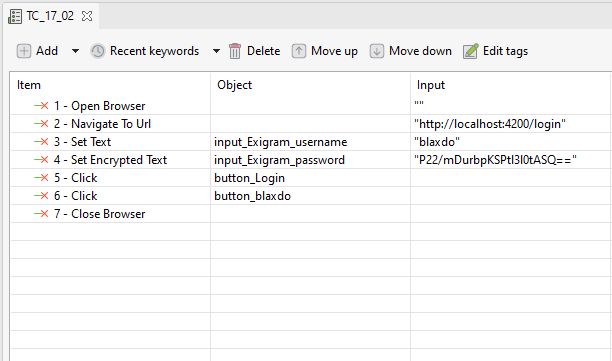 TC_17_02
Add Recent keywords Delete Move up Move down Edit tags
Item Object Input
1 - Open Browser ""
2 - Navigate To Url "http://localhost:4200/login"
3 - Set Text input_Exigram_username "blaxdo"
4 - Set Encrypted Text input_Exigram_password "P22/mDurbpKSPtI3I0tASQ=="
5 - Click button_Login
6 - Click button_blaxdo
7 - Close Browser